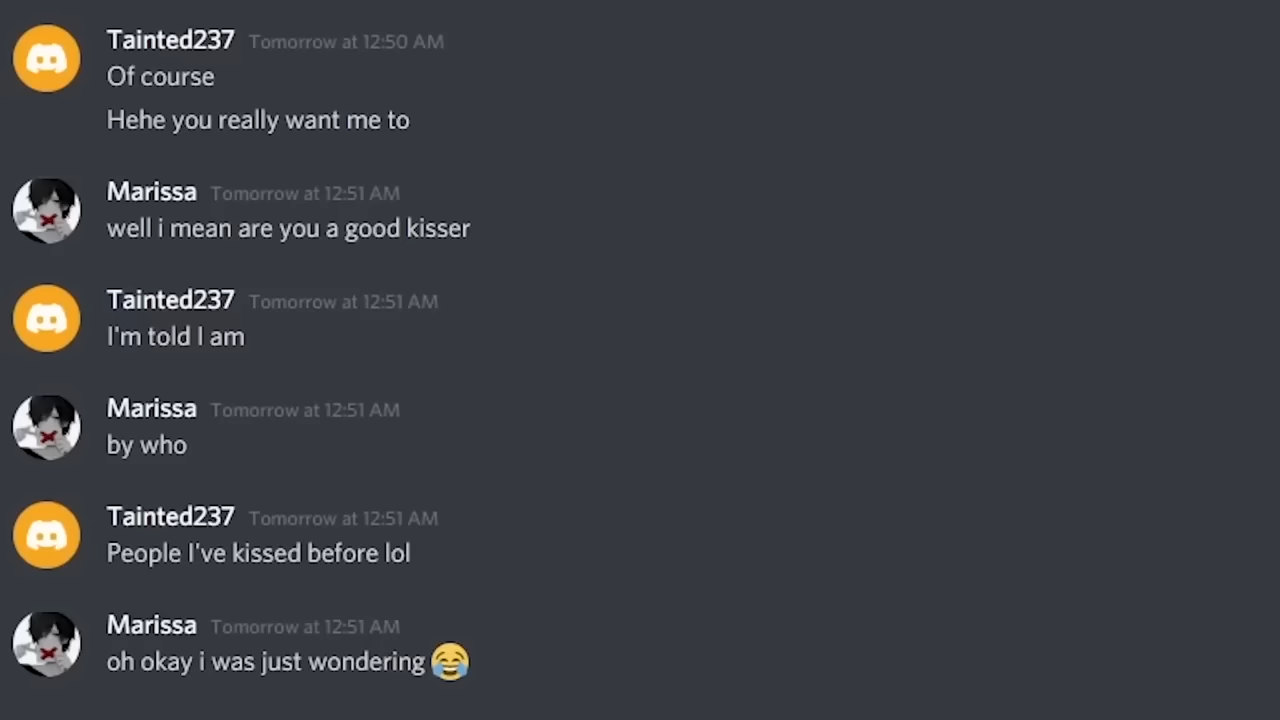 Tainted237 Tomorrow at 12:50 AM
Of course
Hehe you really want me to
Marissa Tomorrow at 12:51 AM
well i mean are you a good kisser
Tainted237 Tomorrow at 12:51 AM
I'm told I am
Marissa Tomorrow at 12:51 AM
by who
Tainted237 Tomorrow at 12:51 AM
People I've kissed before lol
Marissa Tomorrow at 12:51 AM
oh okay i was just wondering 😂